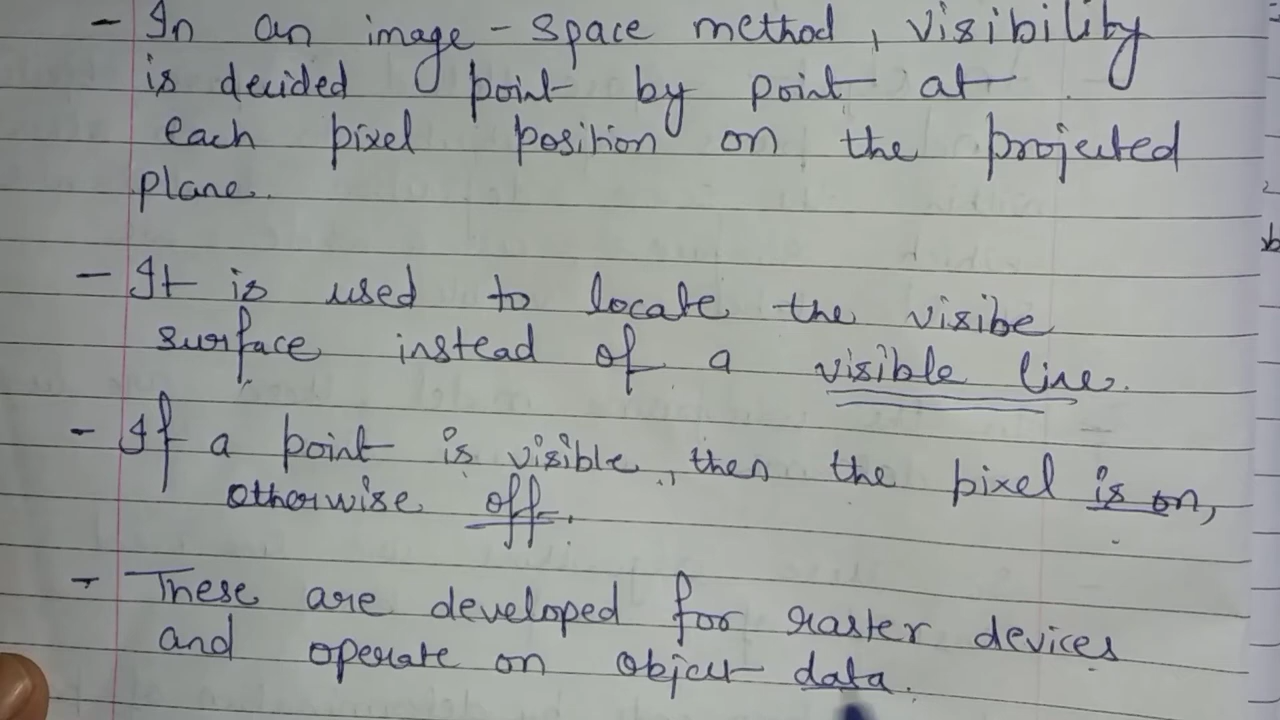 - In an image-space method, visibility
is decided point by point at
each pixel position on the projected
plane.
- It is used to locate the visibe
surface instead of a visible line.
- If a point is visible, then the pixel is on,
otherwise off.
- These are developed for raster devices
and operate on object data.